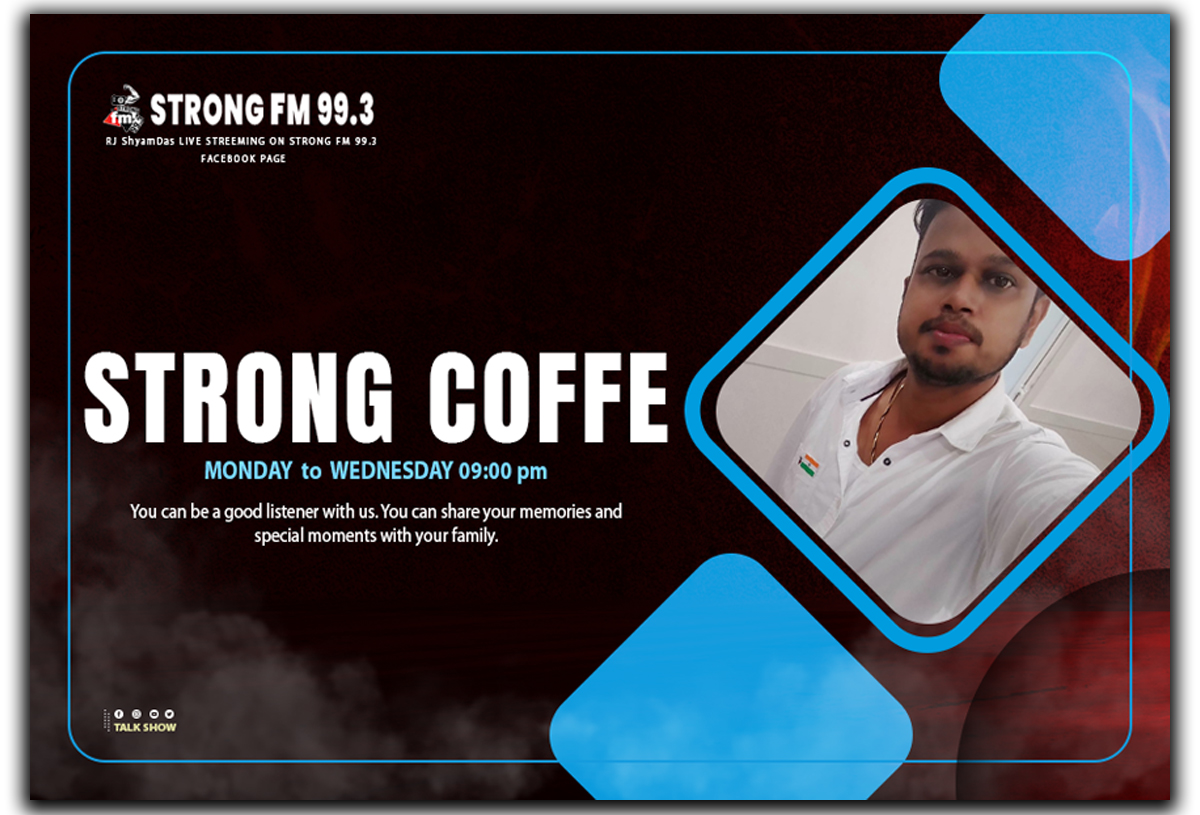 fm
STRONG FM 99.3
RJ ShyamDas LIVE STREEMING ON STRONG FM 99.3
FACEBOOK PAGE
STRONG COFFE
MONDAY to WEDNESDAY 09:00 pm
You can be a good listener with us. You can share your memories and
special moments with your family.
TALK SHOW